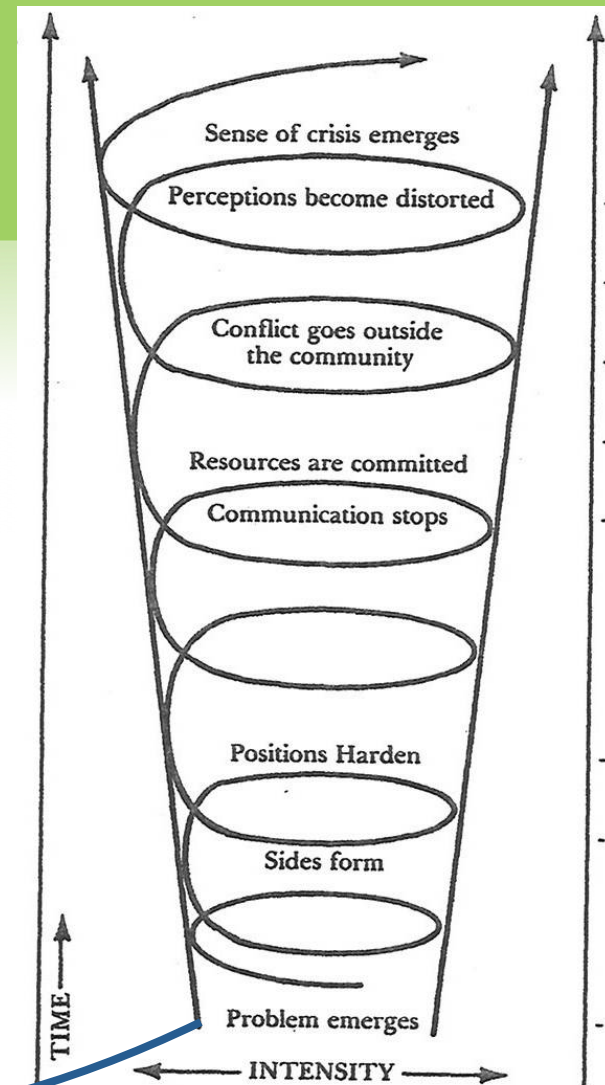 Sense of crisis emerges
Perceptions become distorted
Conflict goes outside
the community
Resources are committed
Communication stops
Positions Harden
Sides form
Problem emerges
TIME
INTENSITY